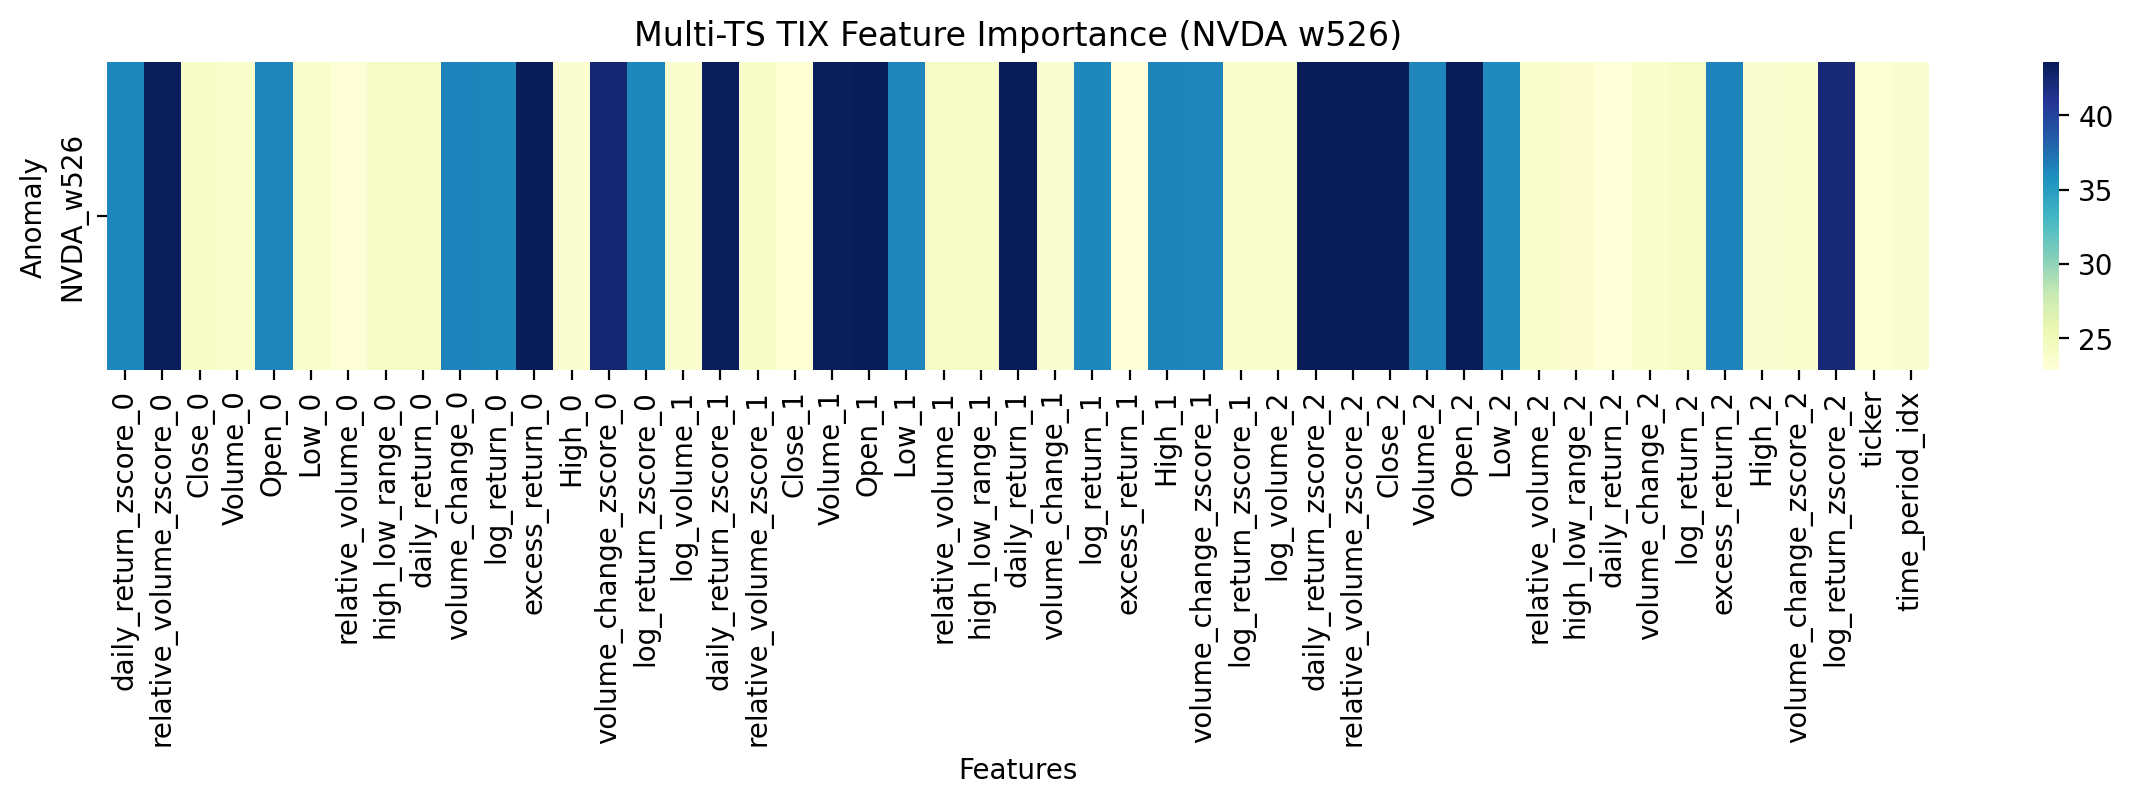 Multi-TS TIX Feature Importance (NVDA w526)
Anomaly
NVDA_w526
40
35
30
25
daily_return_zscore_0
relative_volume_zscore_0
Close_0
Volume_0
Open_0
Low_0
relative_volume_0
high_low_range_0
daily_return_0
volume_change_0
log_return_0
excess_return_0
High_0
volume_change_zscore_0
log_return_zscore_0
log_volume_1
daily_return_zscore_1
relative_volume_zscore_1
Close_1
Volume_1
Open_1
Low_1
relative_volume_1
high_low_range_1
daily_return_1
volume_change_1
log_return_1
excess_return_1
High_1
volume_change_zscore_1
log_return_zscore_1
log_volume_2
daily_return_zscore_2
relative_volume_zscore_2
Close_2
Volume_2
Open_2
Low_2
relative_volume_2
high_low_range_2
daily_return_2
volume_change_2
log_return_2
excess_return_2
High_2
volume_change_zscore_2
log_return_zscore_2
ticker
time_period_idx
Features